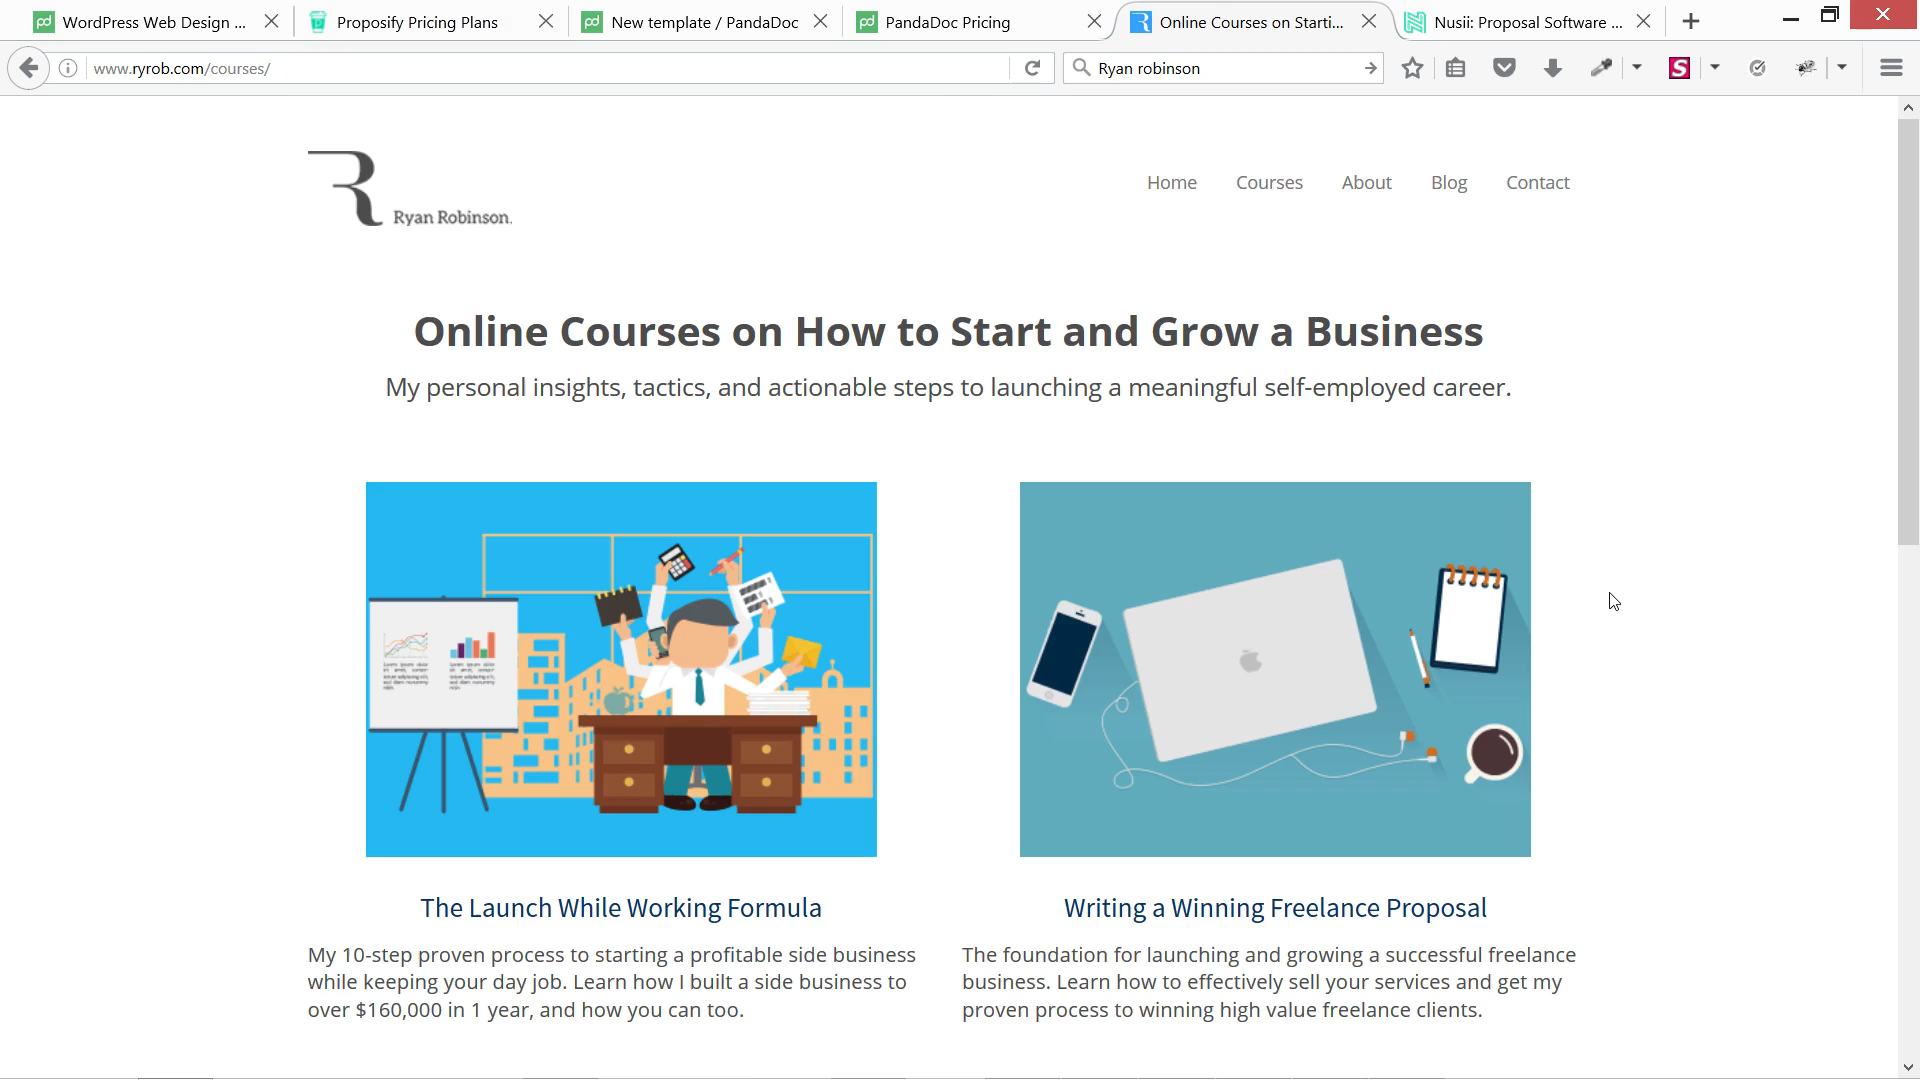 WordPress Web Design ...
Proposify Pricing Plans
New template / PandaDoc
PandaDoc Pricing
Online Courses on Starti...
Nusii: Proposal Software ...
www.ryrob.com/courses/
Ryan robinson
Ryan Robinson.
Home
Courses
About
Blog
Contact
Online Courses on How to Start and Grow a Business
My personal insights, tactics, and actionable steps to launching a meaningful self-employed career.
The Launch While Working Formula
My 10-step proven process to starting a profitable side business
while keeping your day job. Learn how I built a side business to
over $160,000 in 1 year, and how you can too.
Writing a Winning Freelance Proposal
The foundation for launching and growing a successful freelance
business. Learn how to effectively sell your services and get my
proven process to winning high value freelance clients.